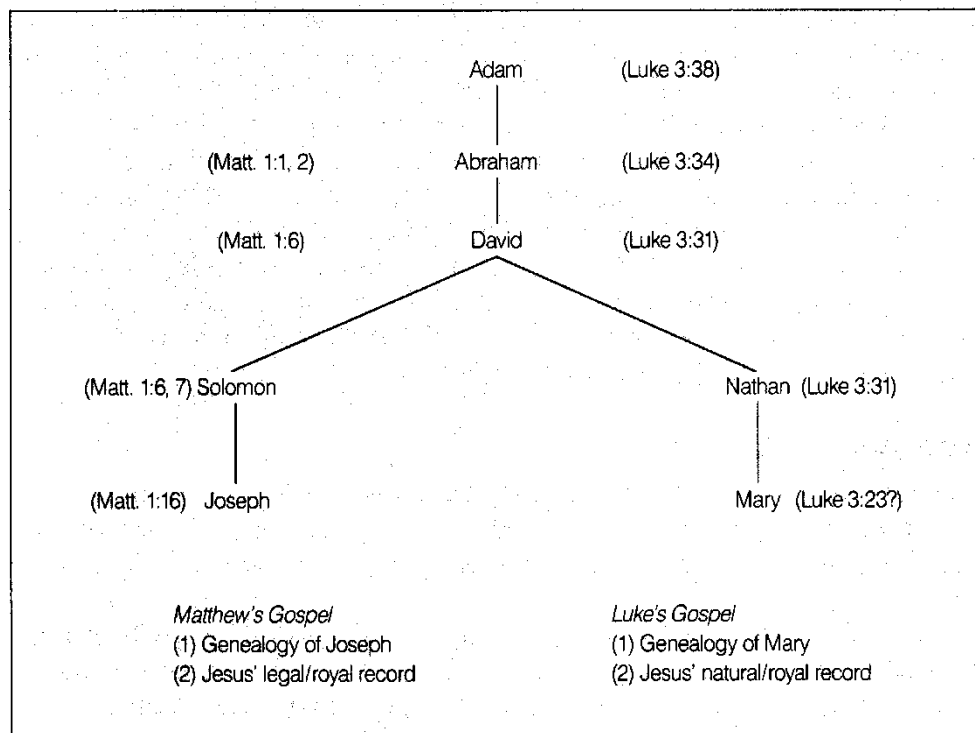 Adam (Luke 3:38)
(Matt. 1:1, 2) Abraham (Luke 3:34)
(Matt. 1:6) David (Luke 3:31)
(Matt. 1:6, 7) Solomon Nathan (Luke 3:31)
(Matt. 1:16) Joseph Mary (Luke 3:23?)
Matthew's Gospel
(1) Genealogy of Joseph
(2) Jesus' legal/royal record
Luke's Gospel
(1) Genealogy of Mary
(2) Jesus' natural/royal record